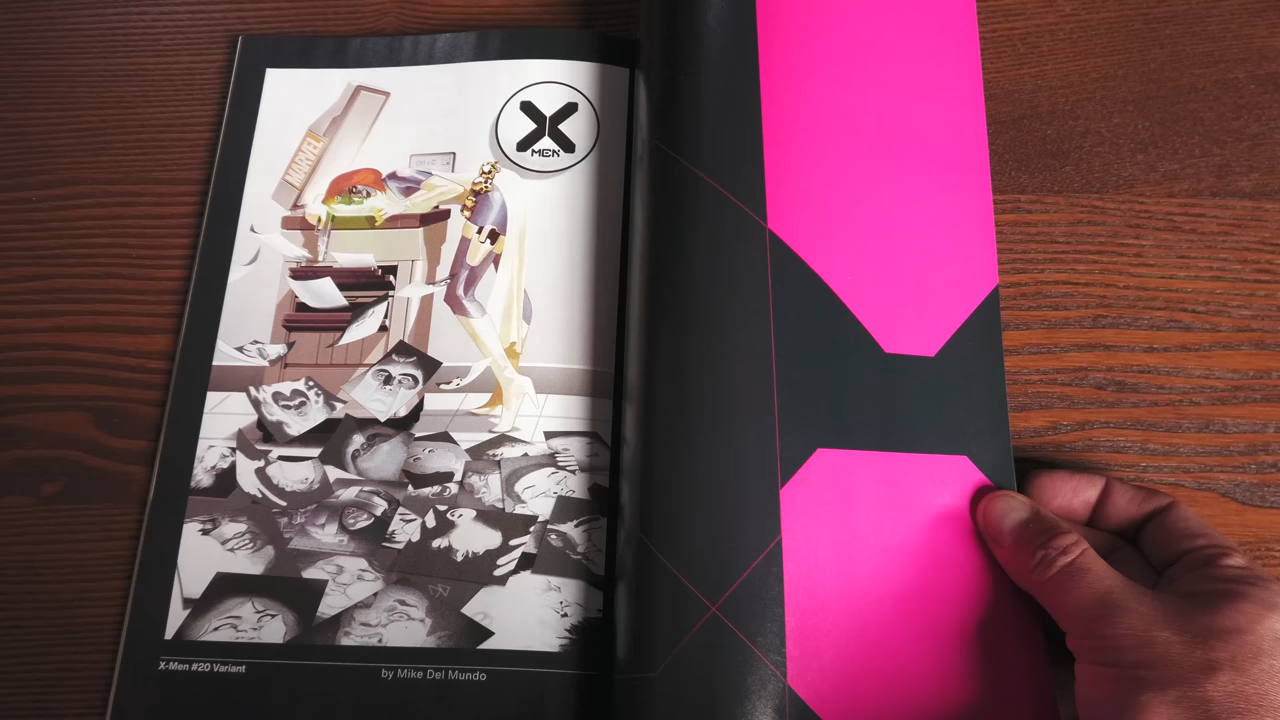 MARVEL
X
MEN
X-Men #20 Variant
by Mike Del Mundo